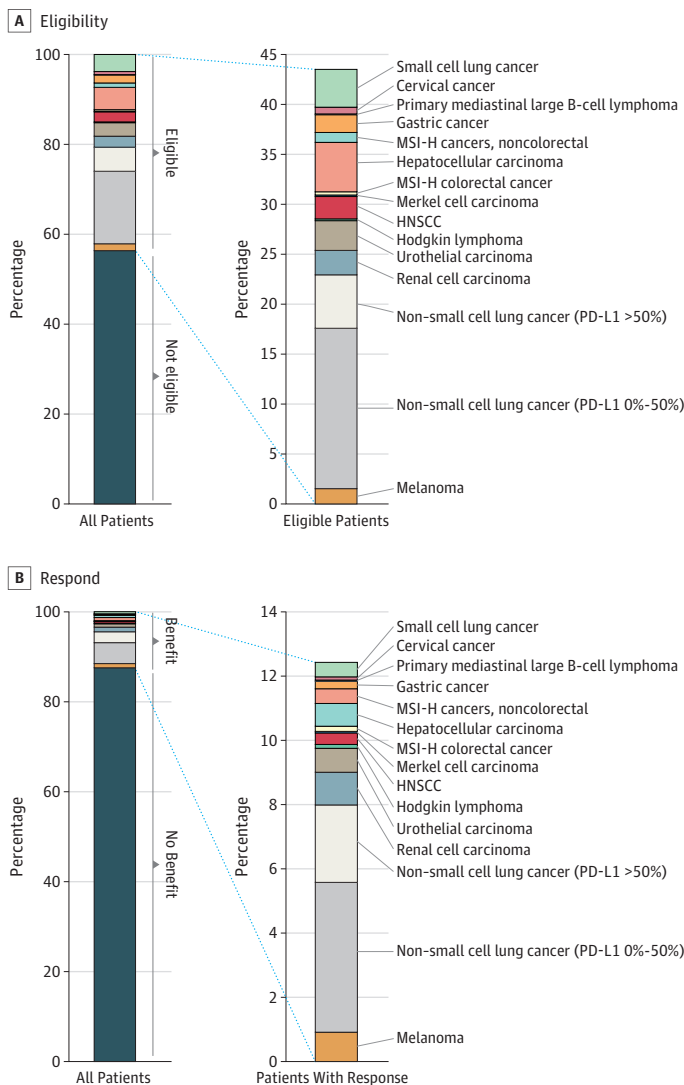 A Eligibility
100
80
60
40
20
0
Percentage
Eligible
Not eligible
All Patients
45
40
35
30
25
20
15
10
5
0
Percentage
Small cell lung cancer
Cervical cancer
Primary mediastinal large B-cell lymphoma
Gastric cancer
MSI-H cancers, noncolorectal
Hepatocellular carcinoma
MSI-H colorectal cancer
Merkel cell carcinoma
HNSCC
Hodgkin lymphoma
Urothelial carcinoma
Renal cell carcinoma
Non-small cell lung cancer (PD-L1 >50%)
Non-small cell lung cancer (PD-L1 0%-50%)
Melanoma
Eligible Patients
B Respond
100
80
60
40
20
0
Percentage
Benefit
No Benefit
All Patients
14
12
10
8
6
4
2
0
Percentage
Small cell lung cancer
Cervical cancer
Primary mediastinal large B-cell lymphoma
Gastric cancer
MSI-H cancers, noncolorectal
Hepatocellular carcinoma
MSI-H colorectal cancer
Merkel cell carcinoma
HNSCC
Hodgkin lymphoma
Urothelial carcinoma
Renal cell carcinoma
Non-small cell lung cancer (PD-L1 >50%)
Non-small cell lung cancer (PD-L1 0%-50%)
Melanoma
Patients With Response